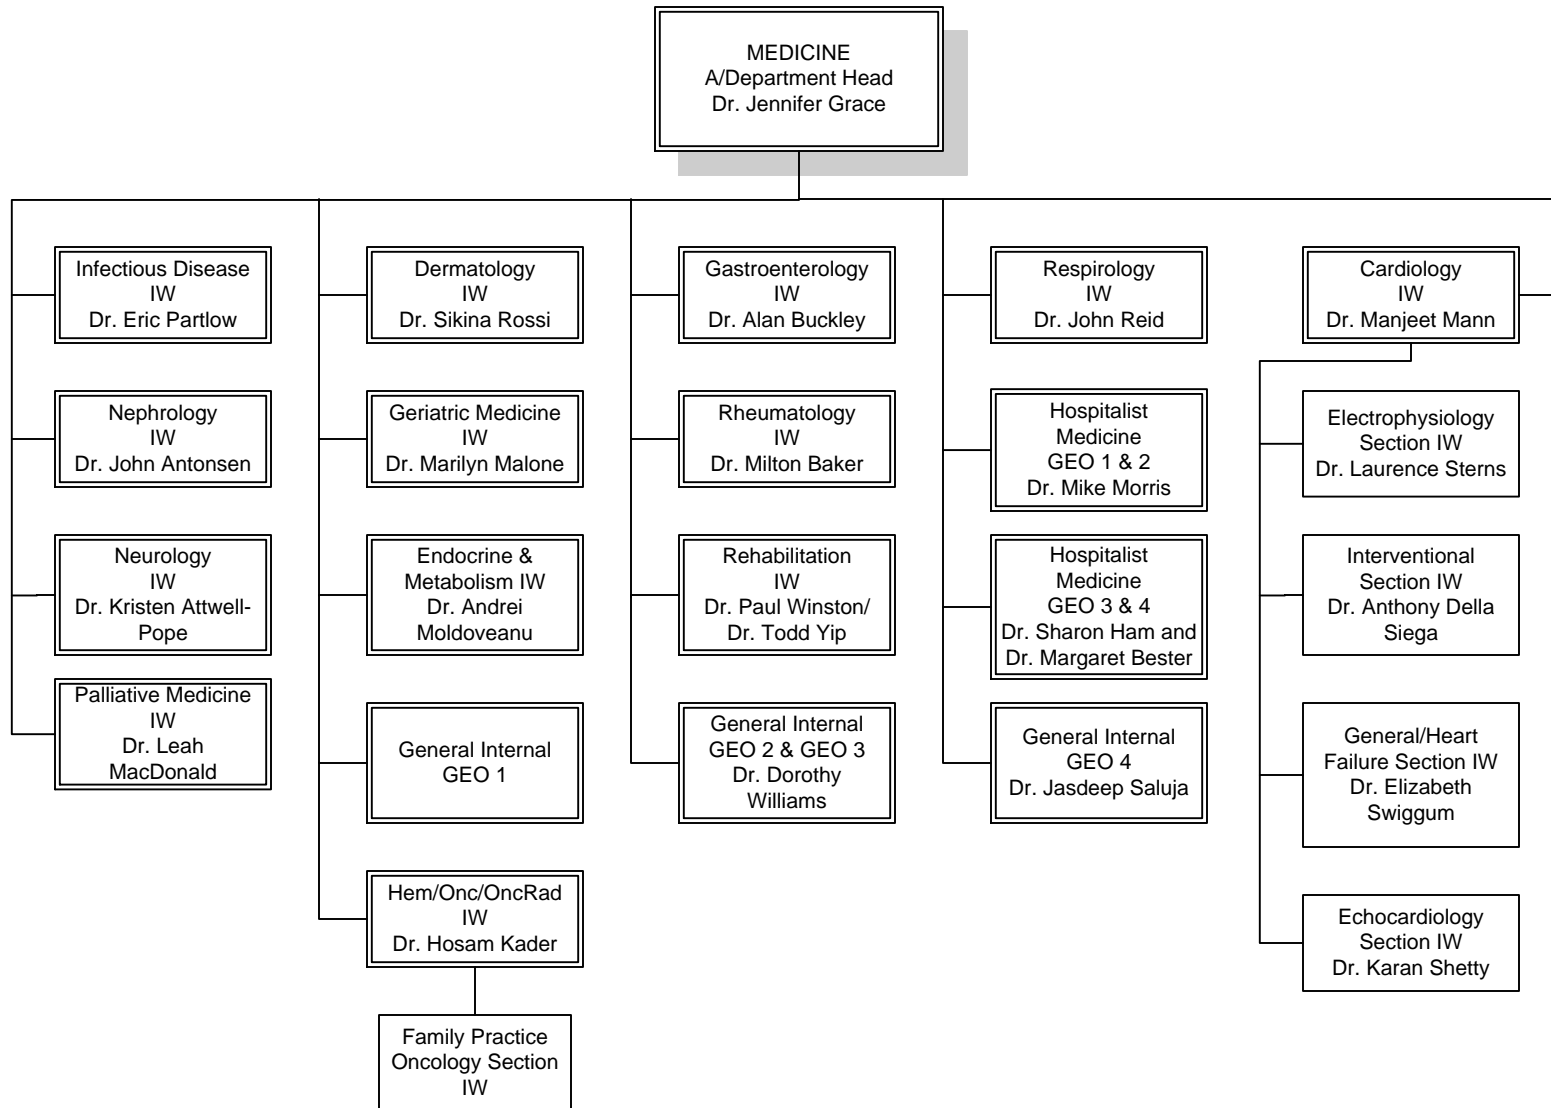 MEDICINE
A/Department Head
Dr. Jennifer Grace
Infectious Disease
IW
Dr. Eric Partlow
Nephrology
IW
Dr. John Antonsen
Neurology
IW
Dr. Kristen Attwell-
Pope
Palliative Medicine
IW
Dr. Leah
MacDonald
Dermatology
IW
Dr. Sikina Rossi
Geriatric Medicine
IW
Dr. Marilyn Malone
Endocrine &
Metabolism IW
Dr. Andrei
Moldoveanu
General Internal
GEO 1
Hem/Onc/OncRad
IW
Dr. Hosam Kader
Family Practice
Oncology Section
IW
Gastroenterology
IW
Dr. Alan Buckley
Rheumatology
IW
Dr. Milton Baker
Rehabilitation
IW
Dr. Paul Winston/
Dr. Todd Yip
General Internal
GEO 2 & GEO 3
Dr. Dorothy
Williams
Respirology
IW
Dr. John Reid
Hospitalist
Medicine
GEO 1 & 2
Dr. Mike Morris
Hospitalist
Medicine
GEO 3 & 4
Dr. Sharon Ham and
Dr. Margaret Bester
General Internal
GEO 4
Dr. Jasdeep Saluja
Cardiology
IW
Dr. Manjeet Mann
Electrophysiology
Section IW
Dr. Laurence Sterns
Interventional
Section IW
Dr. Anthony Della
Siega
General/Heart
Failure Section IW
Dr. Elizabeth
Swiggum
Echocardiology
Section IW
Dr. Karan Shetty